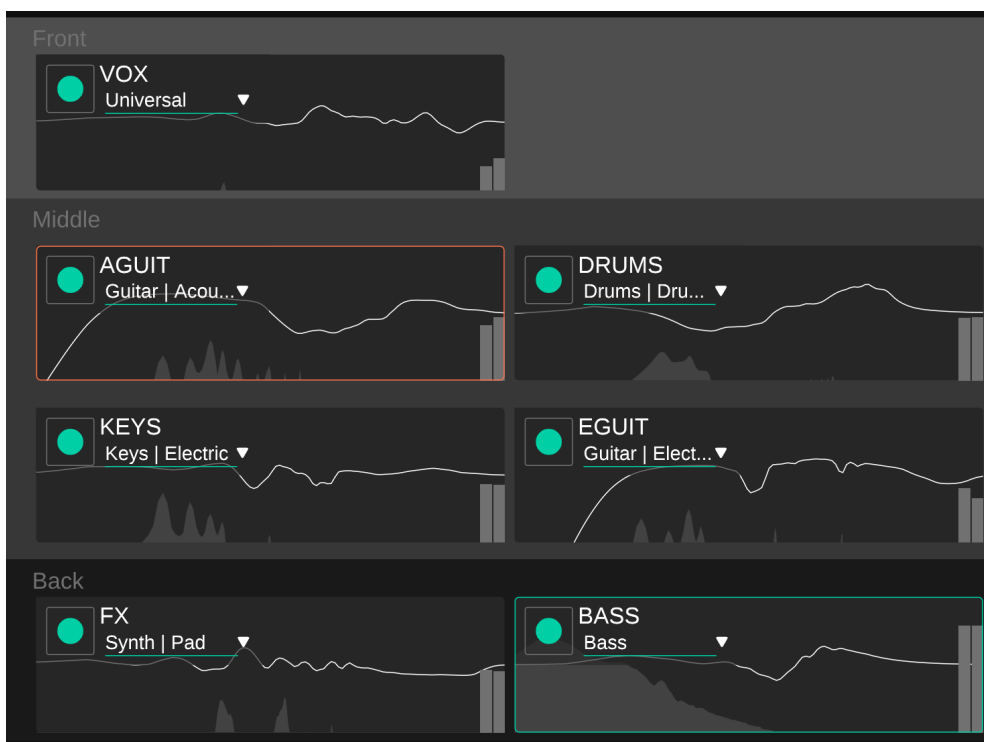 Front
VOX
Universal
Middle
AGUIT
Guitar | Acou...
DRUMS
Drums | Dru...
KEYS
Keys | Electric
EGUIT
Guitar | Elect...
Back
FX
Synth | Pad
BASS
Bass